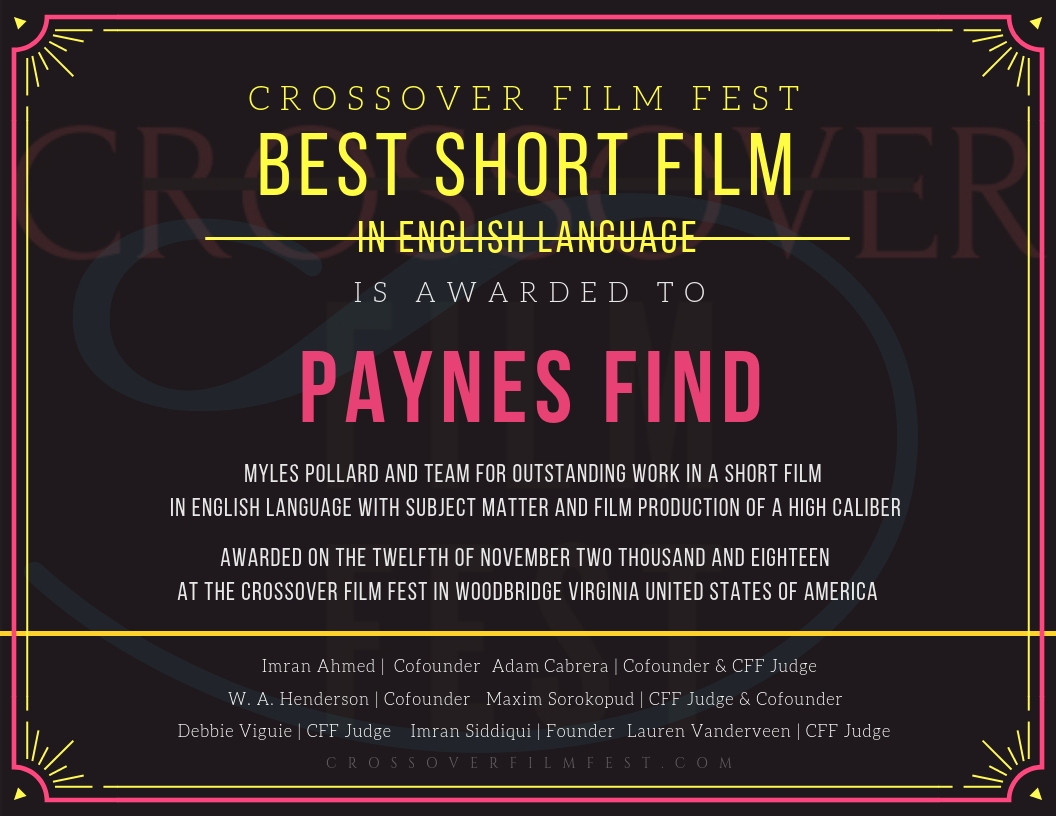 CROSSOVER FILM FEST
BEST SHORT FILM
IN ENGLISH LANGUAGE
IS AWARDED TO
PAYNES FIND
MYLES POLLARD AND TEAM FOR OUTSTANDING WORK IN A SHORT FILM
IN ENGLISH LANGUAGE WITH SUBJECT MATTER AND FILM PRODUCTION OF A HIGH CALIBER
AWARDED ON THE TWELFTH OF NOVEMBER TWO THOUSAND AND EIGHTEEN
AT THE CROSSOVER FILM FEST IN WOODBRIDGE VIRGINIA UNITED STATES OF AMERICA
Imran Ahmed | Cofounder Adam Cabrera | Cofounder & CFF Judge
W. A. Henderson | Cofounder Maxim Sorokopud | CFF Judge & Cofounder
Debbie Viguie | CFF Judge Imran Siddiqui | Founder Lauren Vanderveen | CFF Judge
CROSSOVERFILMFEST.COM
CROSSOVER
FILM
FEST